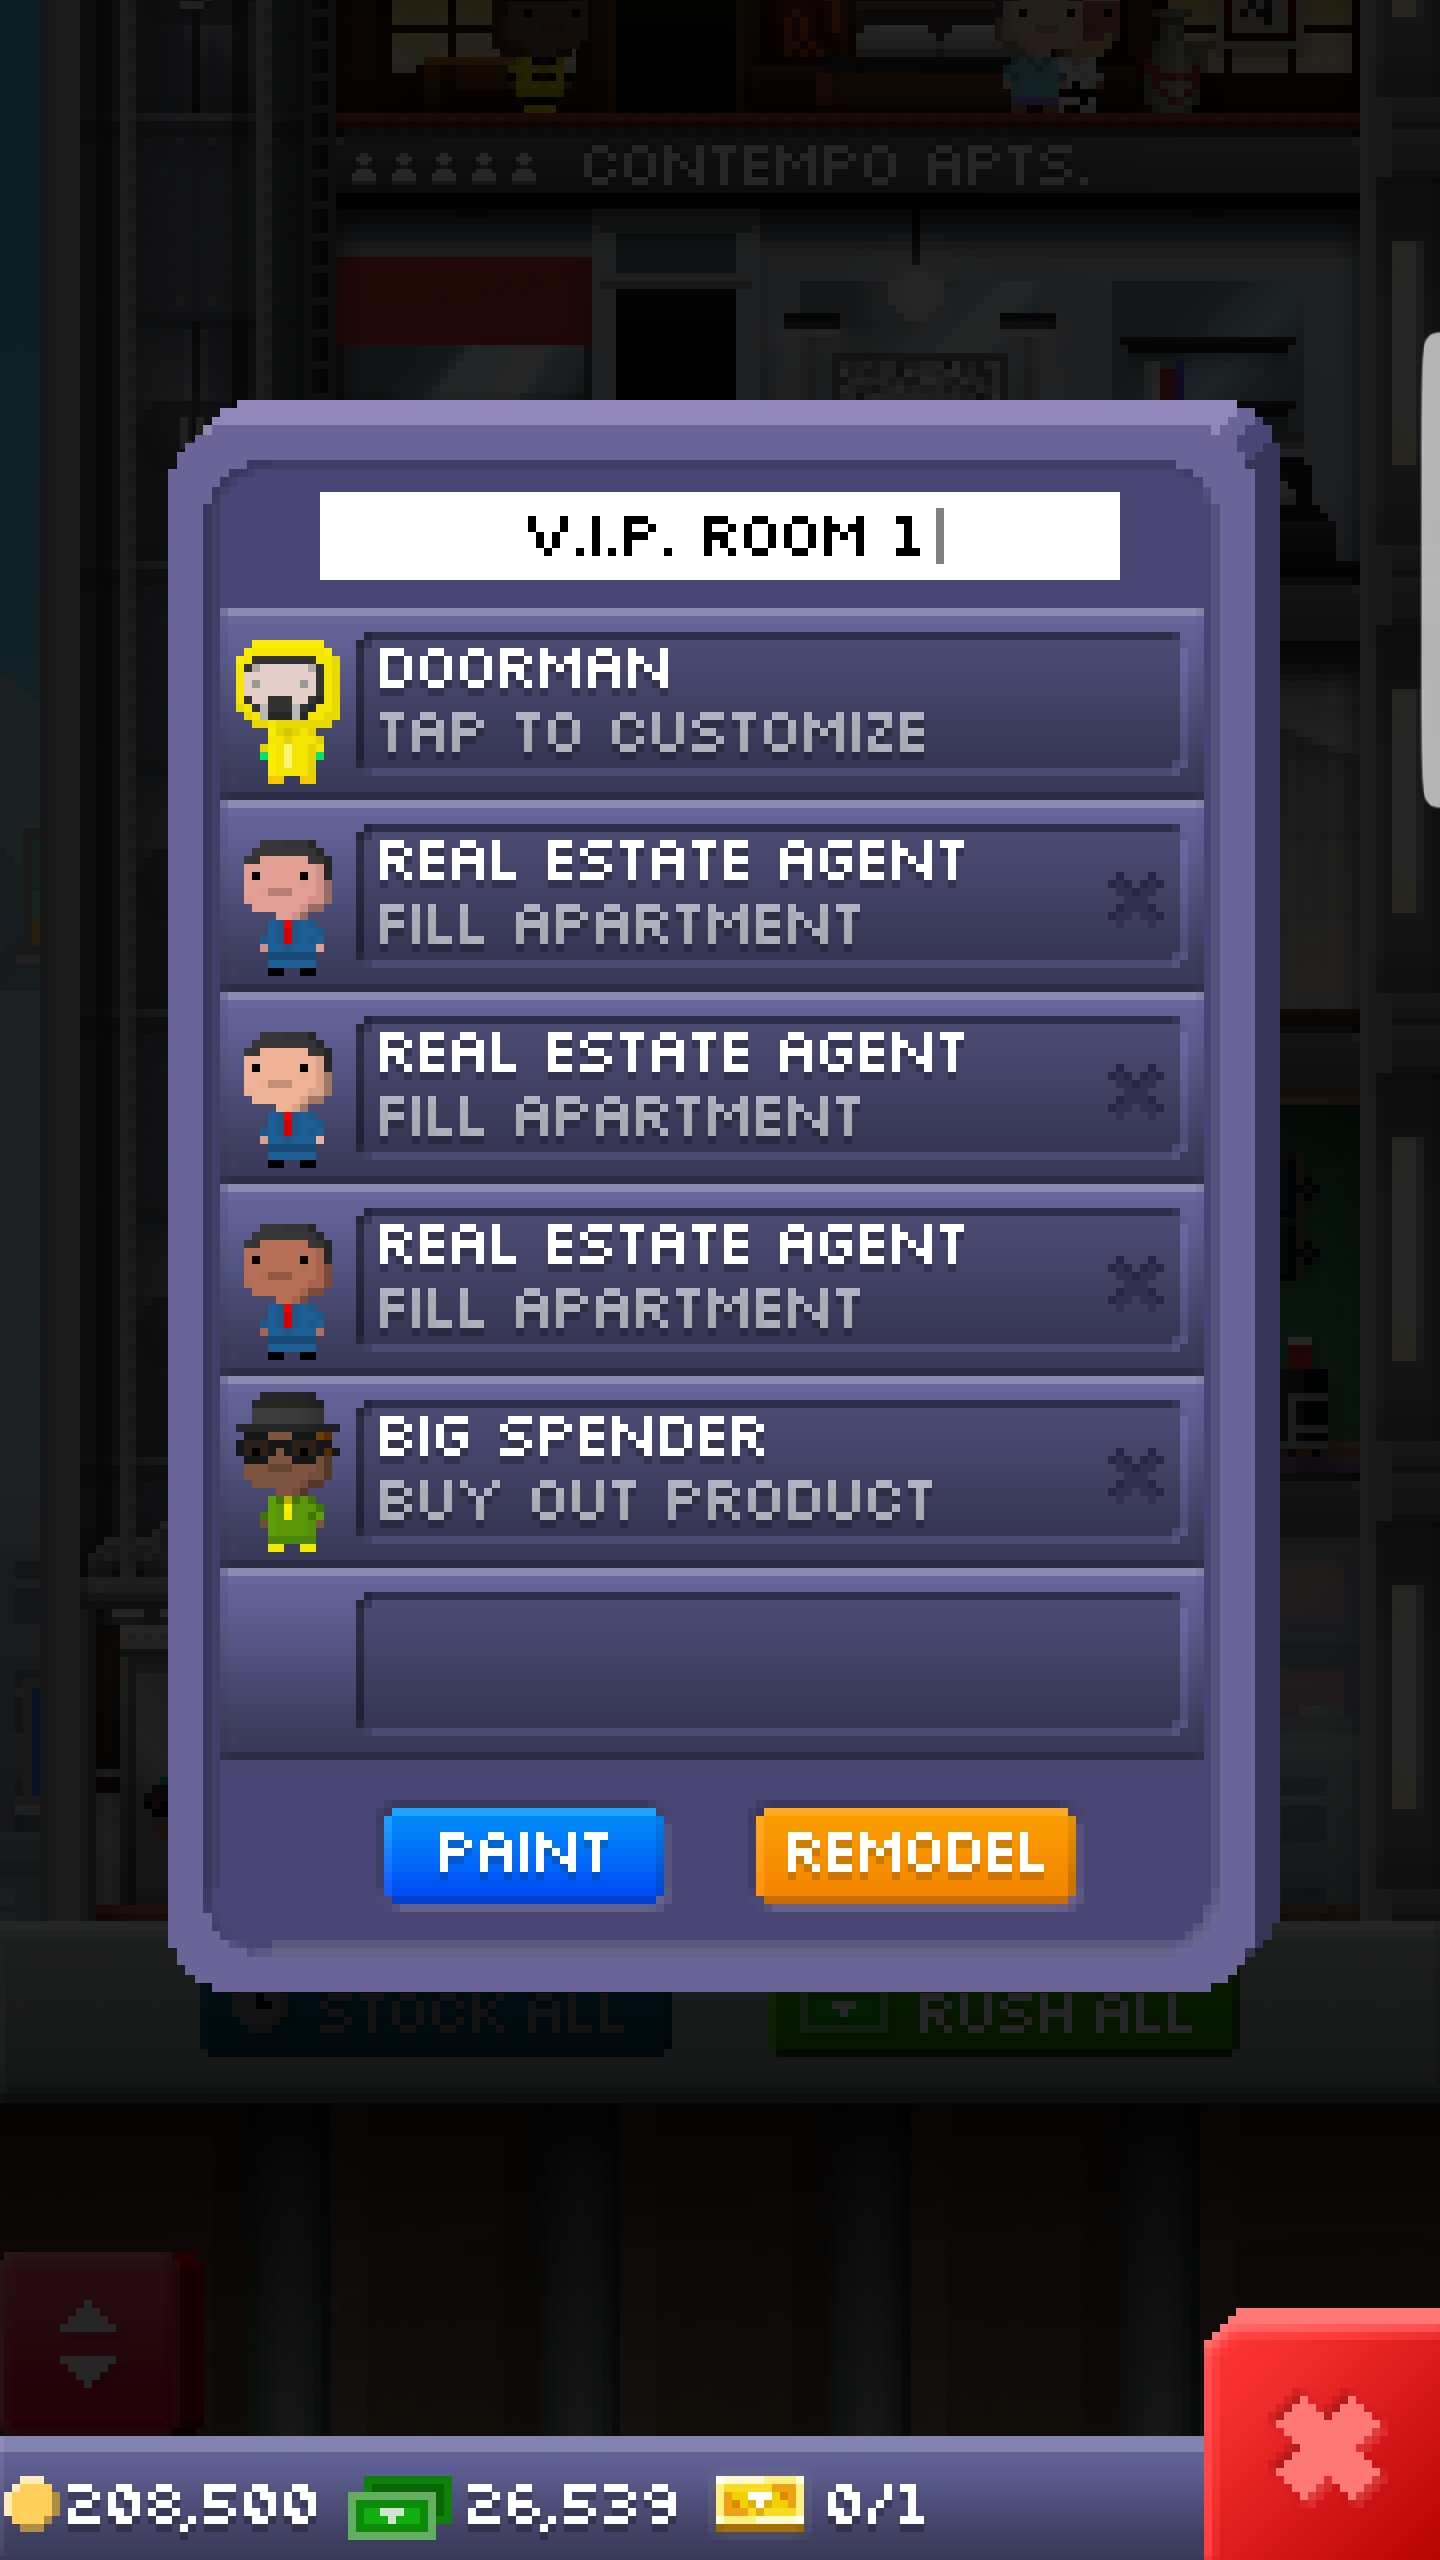 CONTEMPO APTS.
V.I.P. ROOM 1
DOORMAN
TAP TO CUSTOMIZE
REAL ESTATE AGENT
FILL APARTMENT
REAL ESTATE AGENT
FILL APARTMENT
REAL ESTATE AGENT
FILL APARTMENT
BIG SPENDER
BUY OUT PRODUCT
PAINT REMODEL
STOCK ALL RUSH ALL
208,500 26,539 0/1